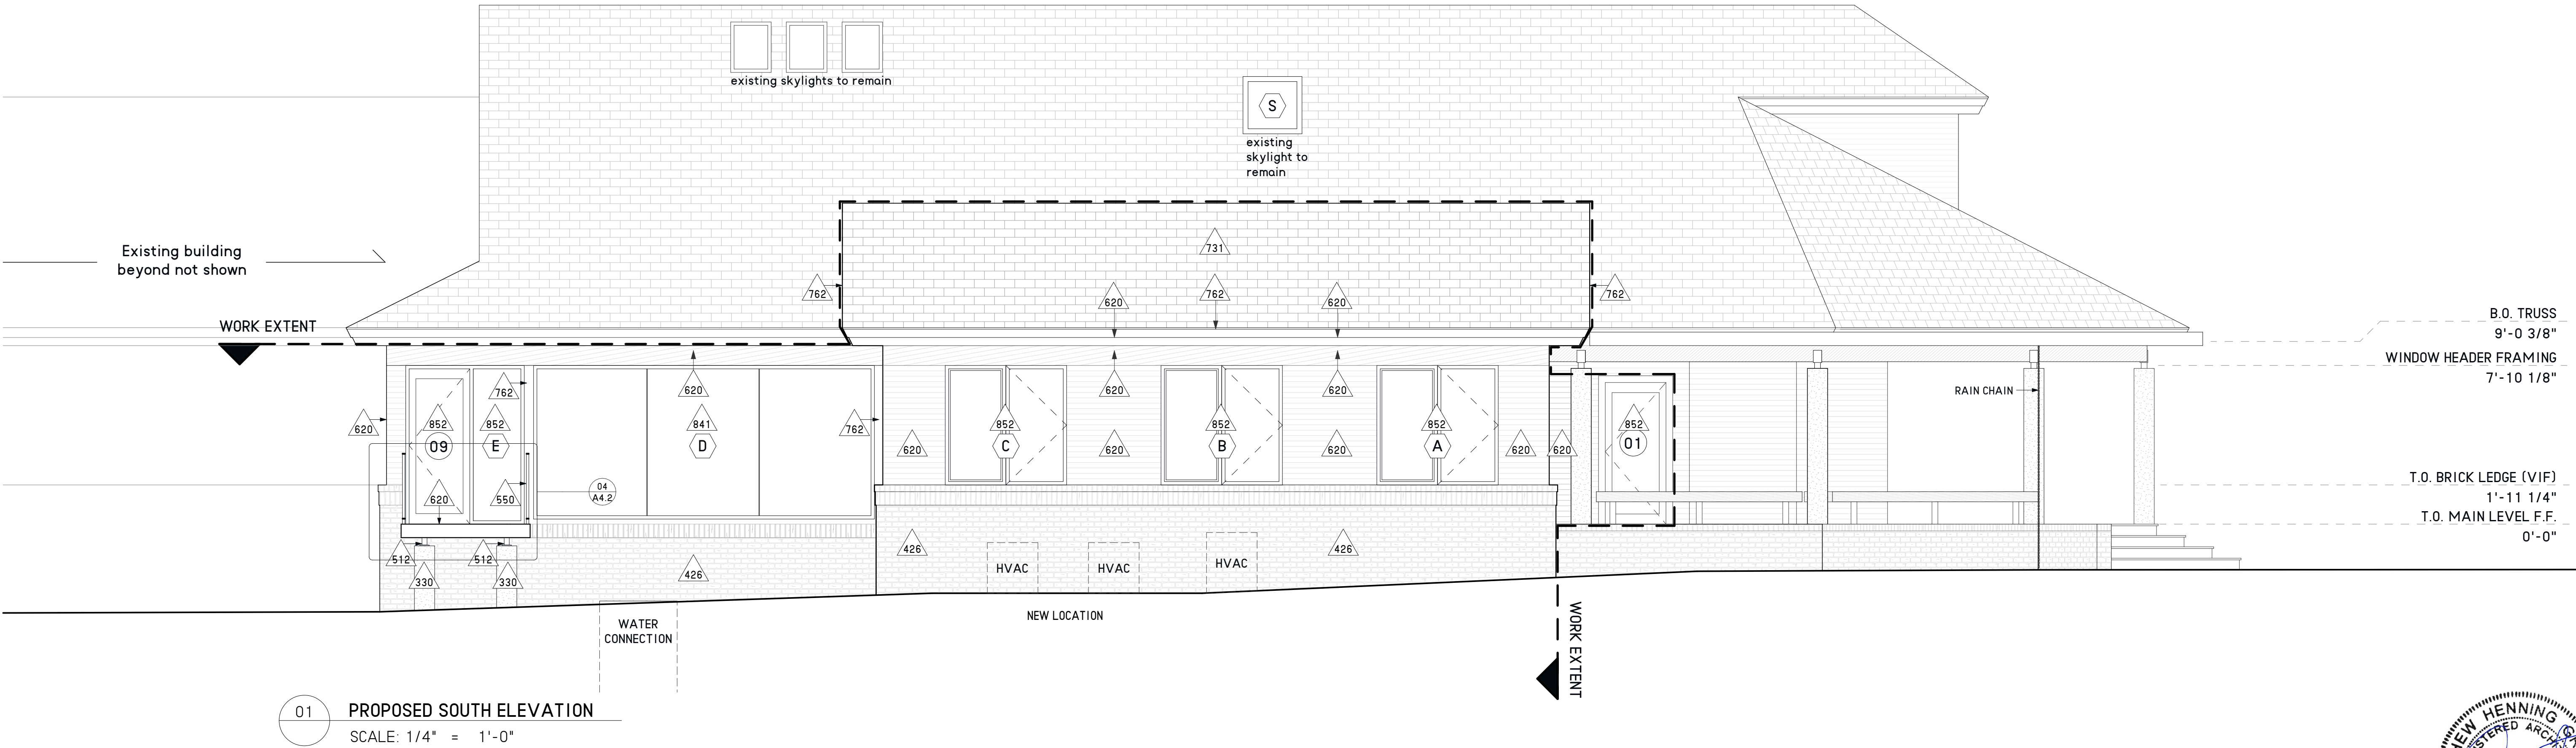 existing skylights to remain
S
existing
skylight to
remain
731
Existing building
beyond not shown
762
620
762
620
762
WORK EXTENT
B.O. TRUSS
9'-0 3/8"
WINDOW HEADER FRAMING
7'-10 1/8"
762
620
620
620
RAIN CHAIN
620
852
852
841
762
852
852
852
852
09
E
D
620
C
620
B
620
A
620
620
01
620
550
04
A4.2
T.O. BRICK LEDGE (VIF)
1'-11 1/4"
T.O. MAIN LEVEL F.F.
0'-0"
512
512
330
330
426
426
HVAC
HVAC
HVAC
426
WATER
CONNECTION
NEW LOCATION
WORK EXTENT
01
PROPOSED SOUTH ELEVATION
SCALE: 1/4" = 1'-0"
HENNING